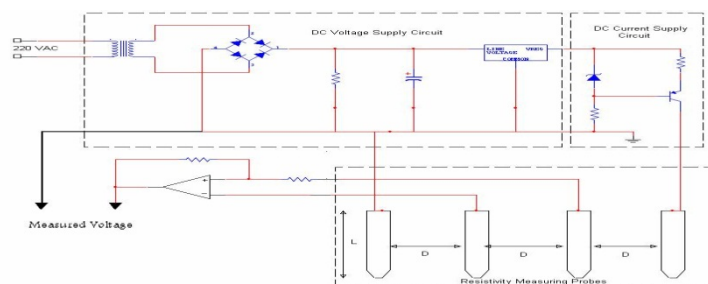 DC Voltage Supply Circuit
DC Current Supply
Circuit
220 VAC
LINE VREG
VOLTAGE
COMMON
+
-
Measured Voltage
L
D
D
D
Resistivity Measuring Probes